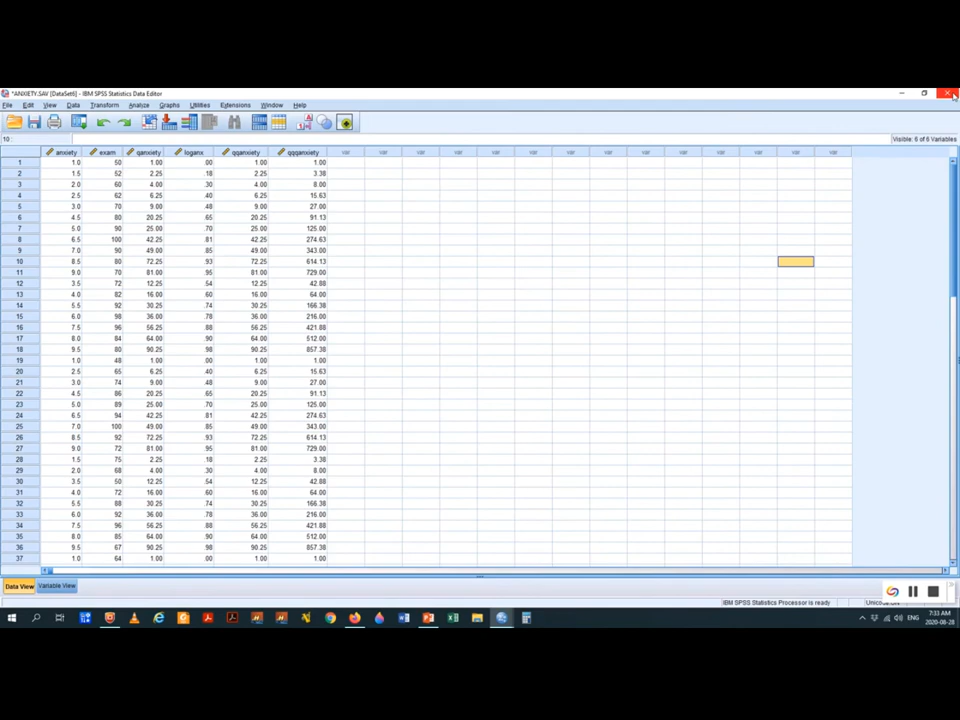 *ANXIETY.SAV [DataSet6] - IBM SPSS Statistics Data Editor
File Edit View Data Transform Analyze Graphs Utilities Extensions Window Help
10 :
Visible: 6 of 6 Variables
anxiety exam qanxiety loganx qqanxiety qqqanxiety var var var var var var var var var var var var var var
1 1.0 50 1.00 .00 1.00 1.00
2 1.5 52 2.25 .18 2.25 3.38
3 2.0 60 4.00 .30 4.00 8.00
4 2.5 62 6.25 .40 6.25 15.63
5 3.0 70 9.00 .48 9.00 27.00
6 4.5 80 20.25 .65 20.25 91.13
7 5.0 90 25.00 .70 25.00 125.00
8 6.5 100 42.25 .81 42.25 274.63
9 7.0 90 49.00 .85 49.00 343.00
10 8.5 80 72.25 .93 72.25 614.13
11 9.0 70 81.00 .95 81.00 729.00
12 3.5 72 12.25 .54 12.25 42.88
13 4.0 82 16.00 .60 16.00 64.00
14 5.5 92 30.25 .74 30.25 166.38
15 6.0 98 36.00 .78 36.00 216.00
16 7.5 96 56.25 .88 56.25 421.88
17 8.0 84 64.00 .90 64.00 512.00
18 9.5 80 90.25 .98 90.25 857.38
19 1.0 48 1.00 .00 1.00 1.00
20 2.5 65 6.25 .40 6.25 15.63
21 3.0 74 9.00 .48 9.00 27.00
22 4.5 86 20.25 .65 20.25 91.13
23 5.0 89 25.00 .70 25.00 125.00
24 6.5 94 42.25 .81 42.25 274.63
25 7.0 100 49.00 .85 49.00 343.00
26 8.5 92 72.25 .93 72.25 614.13
27 9.0 72 81.00 .95 81.00 729.00
28 1.5 75 2.25 .18 2.25 3.38
29 2.0 68 4.00 .30 4.00 8.00
30 3.5 50 12.25 .54 12.25 42.88
31 4.0 72 16.00 .60 16.00 64.00
32 5.5 88 30.25 .74 30.25 166.38
33 6.0 92 36.00 .78 36.00 216.00
34 7.5 96 56.25 .88 56.25 421.88
35 8.0 85 64.00 .90 64.00 512.00
36 9.5 67 90.25 .98 90.25 857.38
37 1.0 64 1.00 .00 1.00 1.00
Data View Variable View
IBM SPSS Statistics Processor is ready Unicode:ON
ENG 7:33 AM
2020-08-28